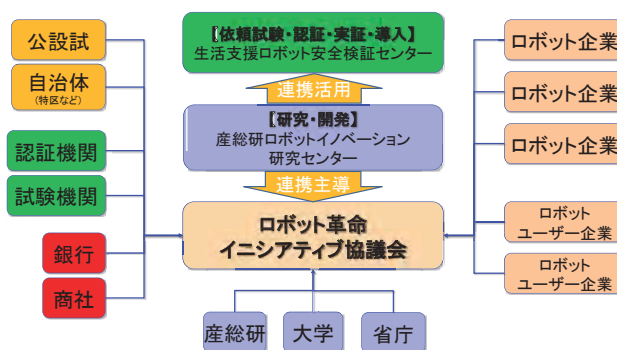 公設試
自治体
(特区など)
認証機関
試験機関
銀行
商社
【依頼試験・認証・実証・導入】
生活支援ロボット安全検証センター
連携活用
【研究・開発】
産総研ロボットイノベーション
研究センター
連携主導
ロボット革命
イニシアティブ協議会
産総研
大学
省庁
ロボット企業
ロボット企業
ロボット企業
ロボット
ユーザー企業
ロボット
ユーザー企業